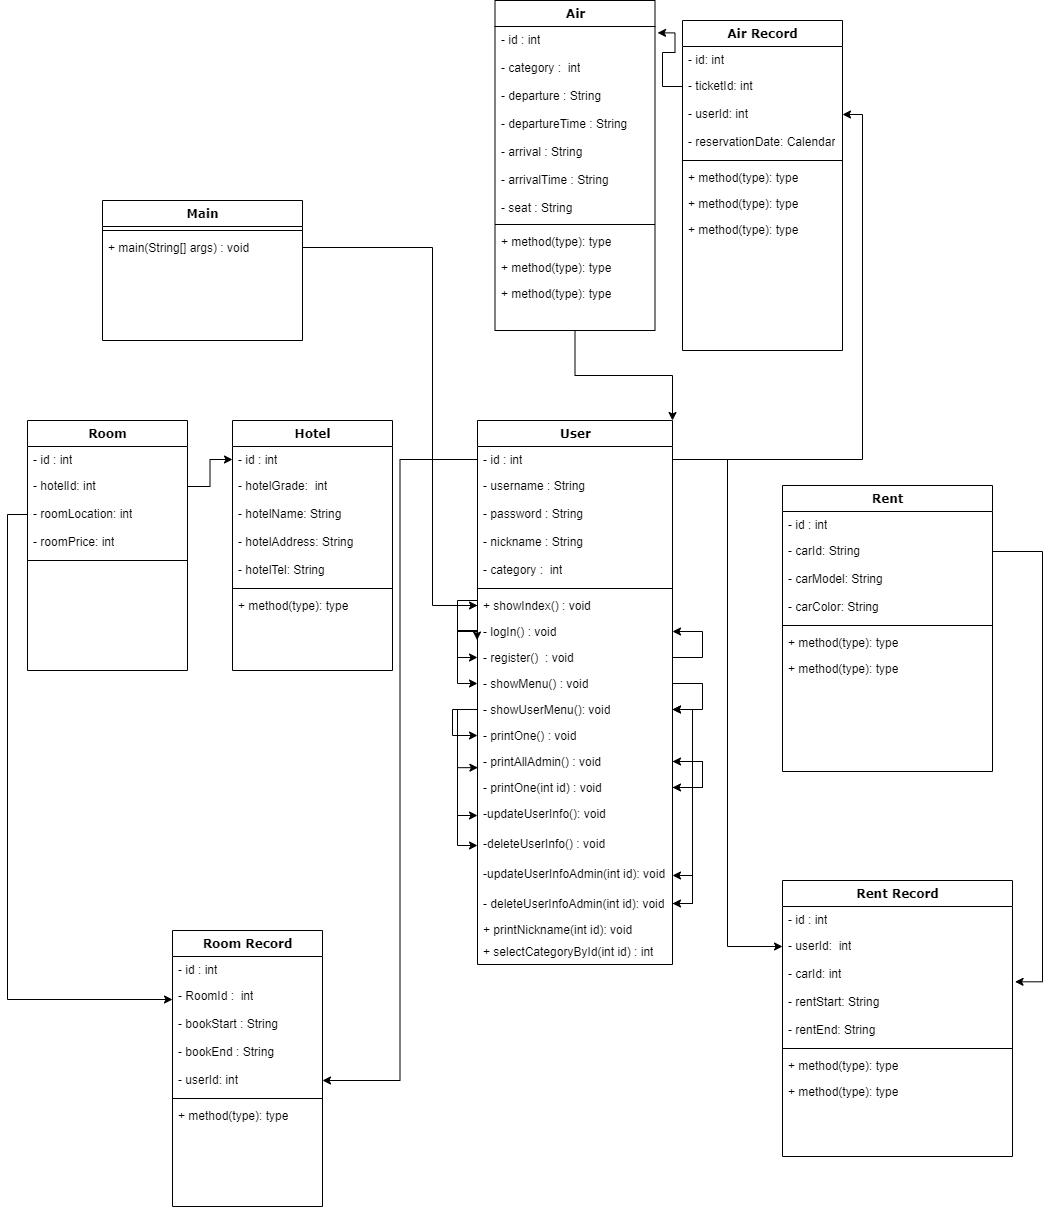 Air
- id : int
- category :  int
- departure : String
- departureTime : String
- arrival : String
- arrivalTime : String
- seat : String
+ method(type): type
+ method(type): type
+ method(type): type
Air Record
- id: int
- ticketId: int
- userId: int
- reservationDate: Calendar
+ method(type): type
+ method(type): type
+ method(type): type
Main
+ main(String[] args) : void
Room
- id : int
- hotelId: int
- roomLocation: int
- roomPrice: int
Hotel
- id : int
- hotelGrade:  int
- hotelName: String
- hotelAddress: String
- hotelTel: String
+ method(type): type
User
- id : int
- username : String
- password : String
- nickname : String
- category :  int
+ showIndex() : void
- logIn() : void
- register()  : void
- showMenu() : void
- showUserMenu(): void
- printOne() : void
- printAllAdmin() : void
- printOne(int id) : void
-updateUserInfo(): void
-deleteUserInfo() : void
-updateUserInfoAdmin(int id): void
- deleteUserInfoAdmin(int id): void
+ printNickname(int id): void
+ selectCategoryById(int id) : int
Rent
- id : int
- carId: String
- carModel: String
- carColor: String
+ method(type): type
+ method(type): type
Rent Record
- id : int
- userId:  int
- carId: int
- rentStart: String
- rentEnd: String
+ method(type): type
+ method(type): type
Room Record
- id : int
- RoomId :  int
- bookStart : String
- bookEnd : String
- userId: int
+ method(type): type